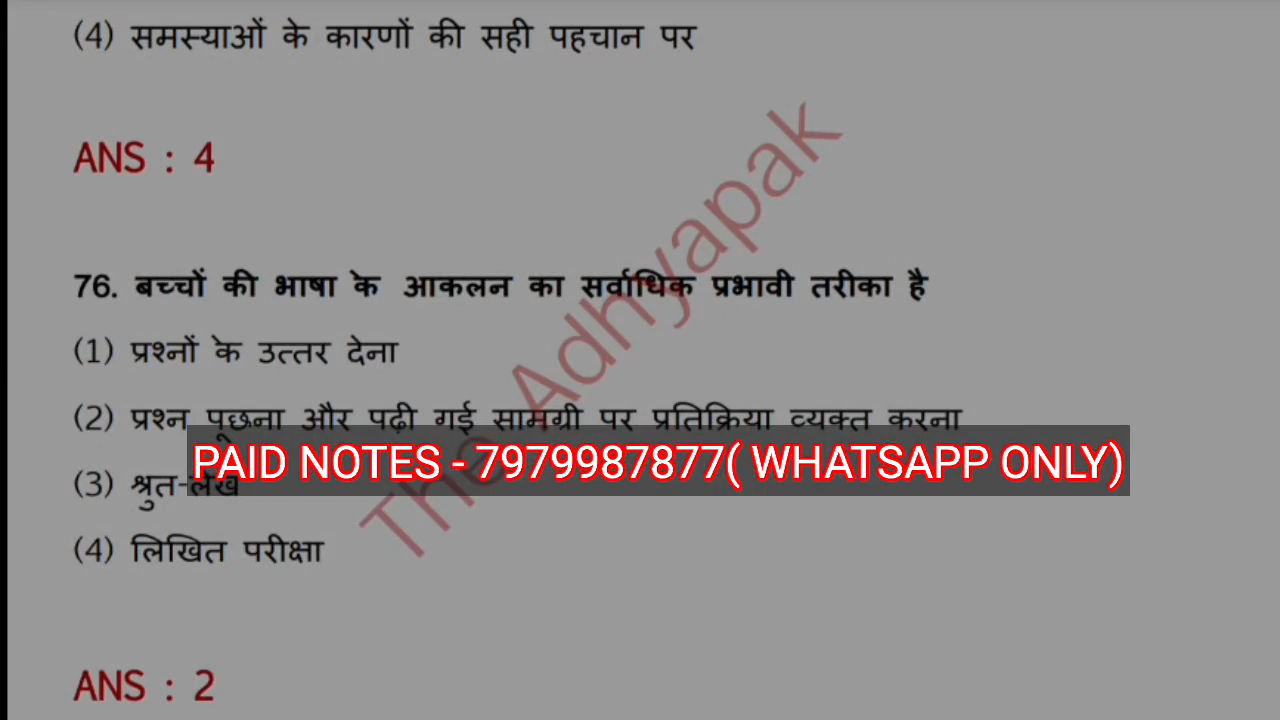 (4) समस्याओं के कारणों की सही पहचान पर
ANS : 4
76. बच्चों की भाषा के आकलन का सर्वाधिक प्रभावी तरीका है
(1) प्रश्नों के उत्तर देना
(2) प्रश्न पूछना और पढ़ी गई सामग्री पर प्रतिक्रिया व्यक्त करना
PAID NOTES - 7979987877( WHATSAPP ONLY)
(3) श्रुत-लेख
(4) लिखित परीक्षा
ANS : 2
The Adhyapak